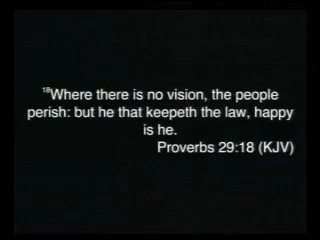 ¹⁸Where there is no vision, the people
perish: but he that keepeth the law, happy
is he.
Proverbs 29:18 (KJV)